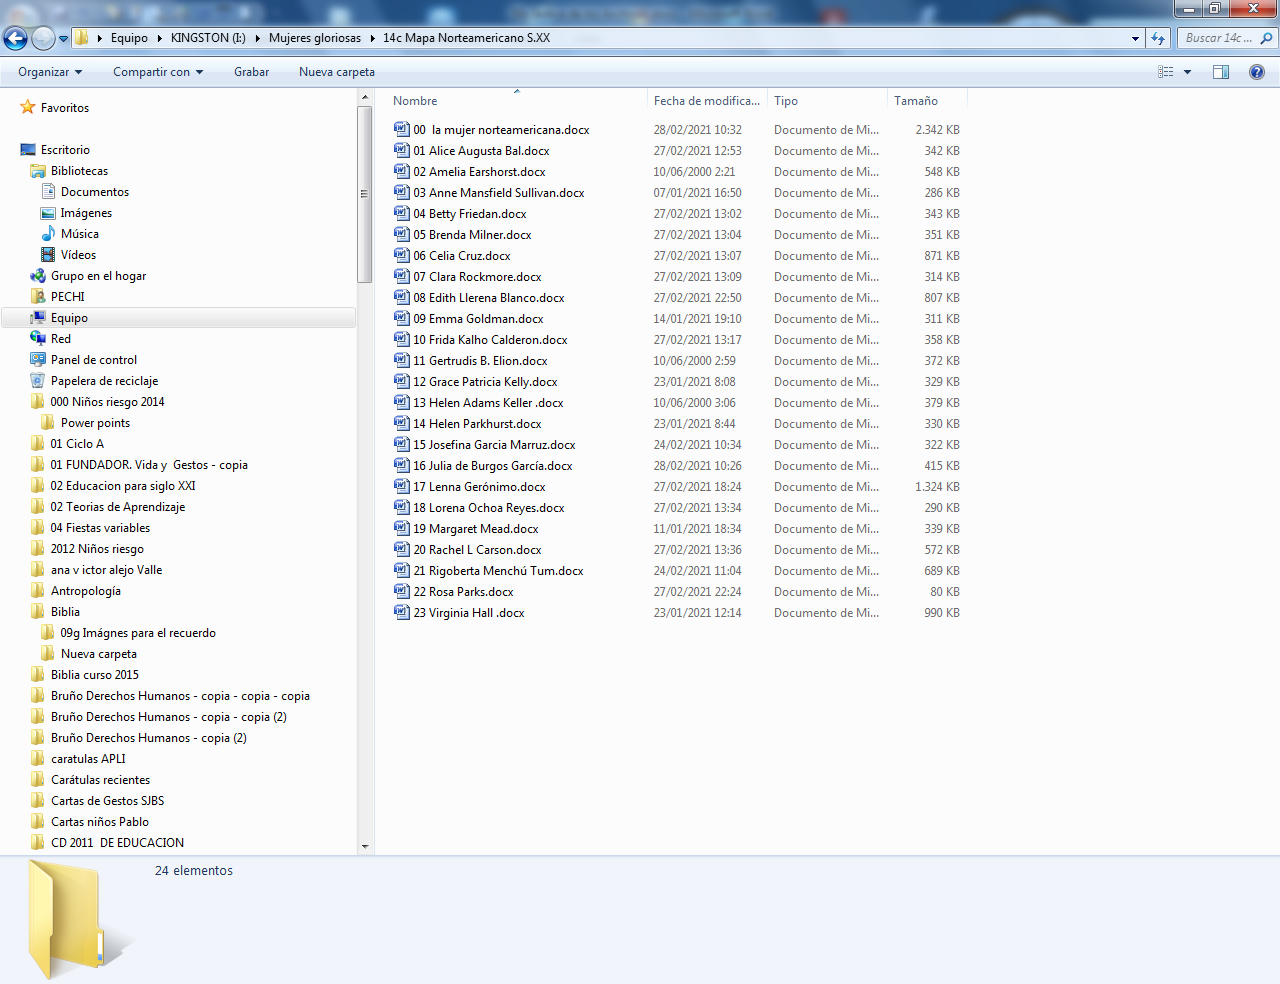 Equipo KINGSTON (I:) Mujeres gloriosas 14c Mapa Norteamericano S.XX
Buscar 14c ...
Organizar Compartir con Grabar Nueva carpeta
Favoritos
Escritorio
Bibliotecas
Documentos
Imágenes
Música
Vídeos
Grupo en el hogar
PECHI
Equipo
Red
Panel de control
Papelera de reciclaje
000 Niños riesgo 2014
Power points
01 Ciclo A
01 FUNDADOR. Vida y  Gestos - copia
02 Educacion para siglo XXI
02 Teorias de Aprendizaje
04 Fiestas variables
2012 Niños riesgo
ana v ictor alejo Valle
Antropología
Biblia
09g Imágnes para el recuerdo
Nueva carpeta
Biblia curso 2015
Bruño Derechos Humanos - copia - copia - copia
Bruño Derechos Humanos - copia - copia (2)
Bruño Derechos Humanos - copia (2)
caratulas APLI
Carátulas recientes
Cartas de Gestos SJBS
Cartas niños Pablo
CD 2011  DE EDUCACION
Nombre Fecha de modifica... Tipo Tamaño
00  la mujer norteamericana.docx 28/02/2021 10:32 Documento de Mi... 2.342 KB
01 Alice Augusta Bal.docx 27/02/2021 12:53 Documento de Mi... 342 KB
02 Amelia Earshorst.docx 10/06/2000 2:21 Documento de Mi... 548 KB
03 Anne Mansfield Sullivan.docx 07/01/2021 16:50 Documento de Mi... 286 KB
04 Betty Friedan.docx 27/02/2021 13:02 Documento de Mi... 343 KB
05 Brenda Milner.docx 27/02/2021 13:04 Documento de Mi... 351 KB
06 Celia Cruz.docx 27/02/2021 13:07 Documento de Mi... 871 KB
07 Clara Rockmore.docx 27/02/2021 13:09 Documento de Mi... 314 KB
08 Edith Llerena Blanco.docx 27/02/2021 22:50 Documento de Mi... 807 KB
09 Emma Goldman.docx 14/01/2021 19:10 Documento de Mi... 311 KB
10 Frida Kalho Calderon.docx 27/02/2021 13:17 Documento de Mi... 358 KB
11 Gertrudis B. Elion.docx 10/06/2000 2:59 Documento de Mi... 372 KB
12 Grace Patricia Kelly.docx 23/01/2021 8:08 Documento de Mi... 329 KB
13 Helen Adams Keller .docx 10/06/2000 3:06 Documento de Mi... 379 KB
14 Helen Parkhurst.docx 23/01/2021 8:44 Documento de Mi... 330 KB
15 Josefina Garcia Marruz.docx 24/02/2021 10:34 Documento de Mi... 322 KB
16 Julia de Burgos García.docx 28/02/2021 10:26 Documento de Mi... 415 KB
17 Lenna Gerónimo.docx 27/02/2021 18:24 Documento de Mi... 1.324 KB
18 Lorena Ochoa Reyes.docx 27/02/2021 13:34 Documento de Mi... 290 KB
19 Margaret Mead.docx 11/01/2021 18:34 Documento de Mi... 339 KB
20 Rachel L Carson.docx 27/02/2021 13:36 Documento de Mi... 572 KB
21 Rigoberta Menchú Tum.docx 24/02/2021 11:04 Documento de Mi... 689 KB
22 Rosa Parks.docx 27/02/2021 22:24 Documento de Mi... 80 KB
23 Virginia Hall .docx 23/01/2021 12:14 Documento de Mi... 990 KB
24 elementos